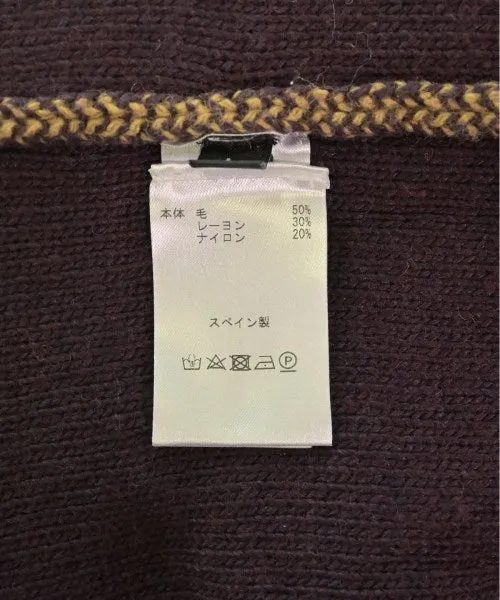 本体 毛 50%
レーヨン 30%
ナイロン 20%
スペイン製
P